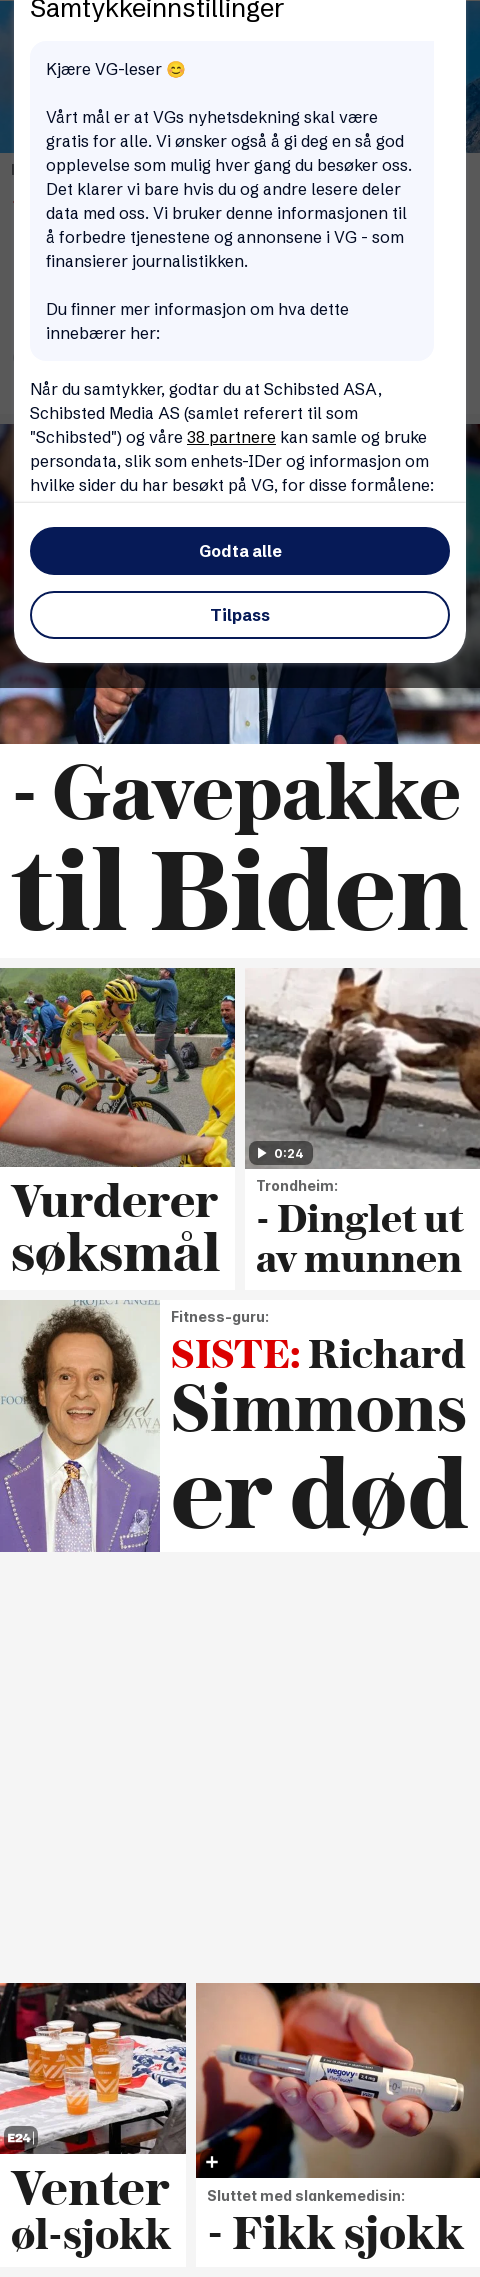 Samtykkeinnstillinger
Kjære VG-leser 😊
Vårt mål er at VGs nyhetsdekning skal være
gratis for alle. Vi ønsker også å gi deg en så god
opplevelse som mulig hver gang du besøker oss.
Det klarer vi bare hvis du og andre lesere deler
data med oss. Vi bruker denne informasjonen til
å forbedre tjenestene og annonsene i VG - som
finansierer journalistikken.
Du finner mer informasjon om hva dette
innebærer her:
Når du samtykker, godtar du at Schibsted ASA,
Schibsted Media AS (samlet referert til som
"Schibsted") og våre 38 partnere kan samle og bruke
persondata, slik som enhets-IDer og informasjon om
hvilke sider du har besøkt på VG, for disse formålene:
Godta alle
Tilpass
- Gavepakke
til Biden
Vurderer
søksmål
0:24
Trondheim:
- Dinglet ut
av munnen
PROJECT ANGEL
FOOD
AWA
Fitness-guru:
SISTE: Richard
Simmons
er død
E24
Venter
øl-sjokk
wegovy
Sluttet med slankemedisin:
- Fikk sjokk